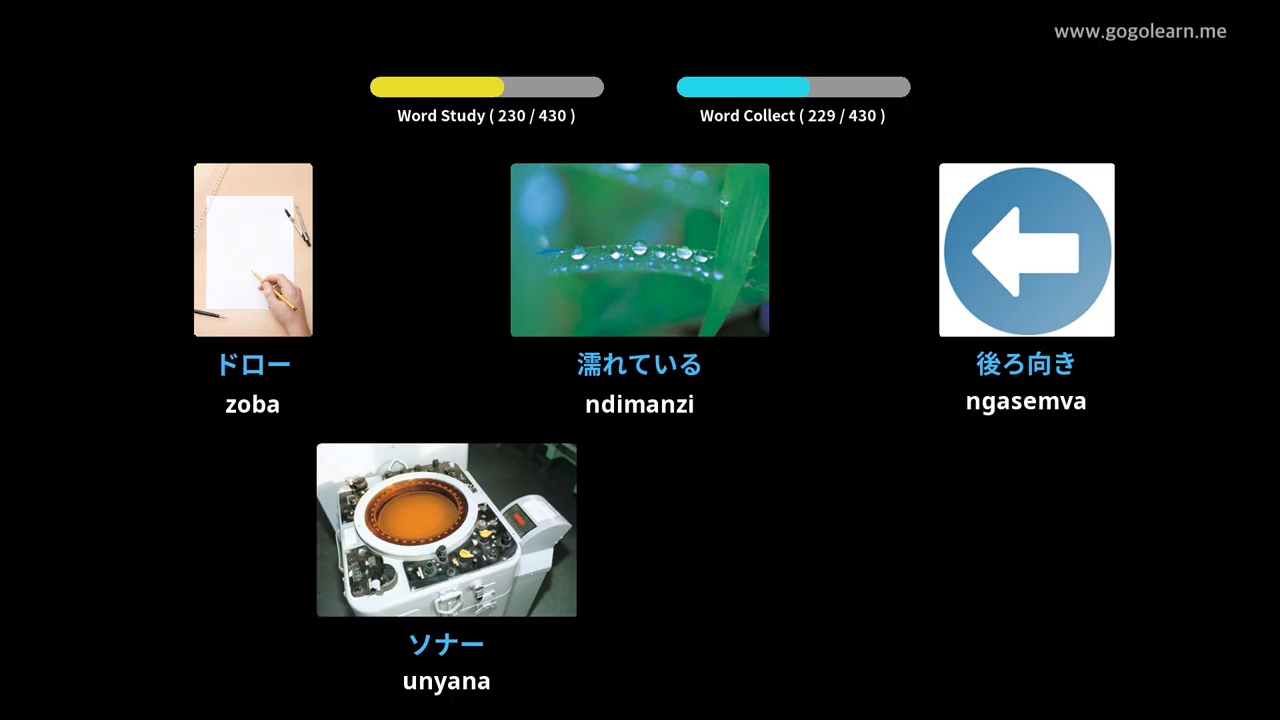 www.gogolearn.me
Word Study ( 230 / 430 )
Word Collect ( 229 / 430 )
ドロー
zoba
濡れている
ndimanzi
後ろ向き
ngasemva
ソナー
unyana